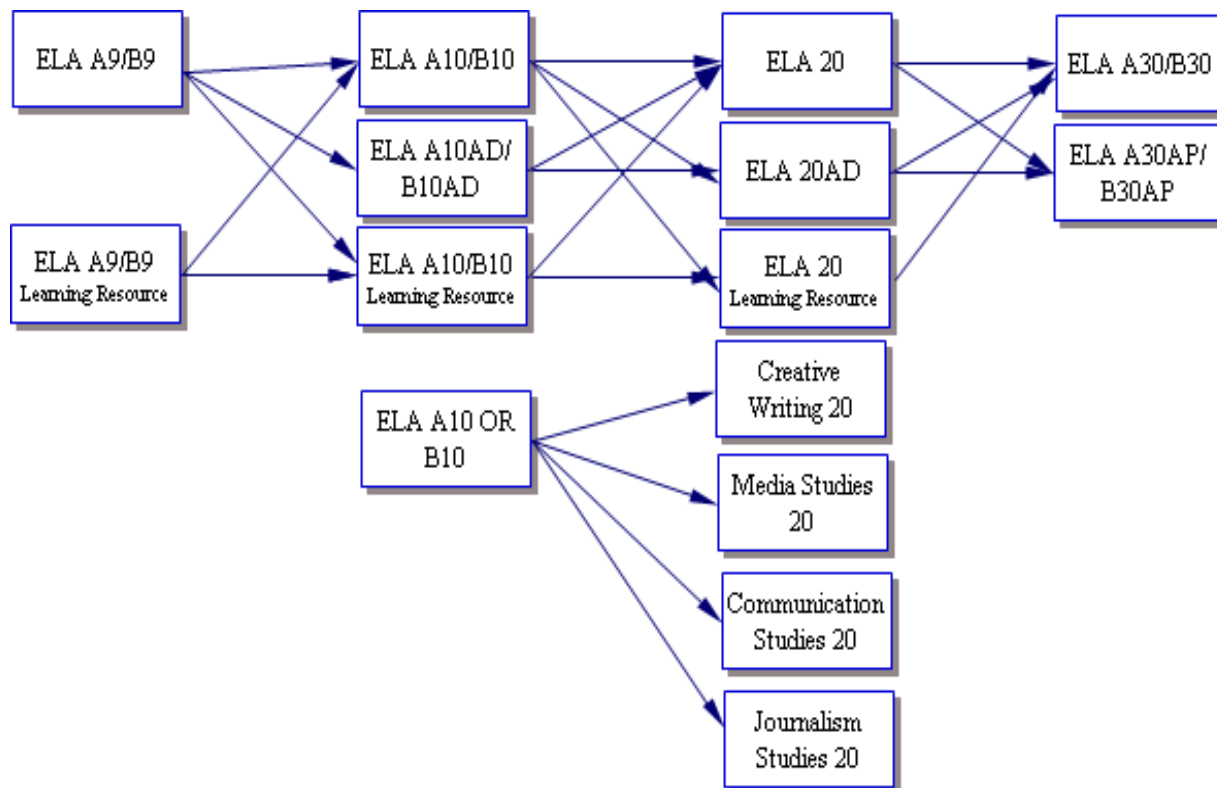 ELA A9/B9
ELA A10/B10
ELA 20
ELA A30/B30
ELA A10AD/
B10AD
ELA 20AD
ELA A30AP/
B30AP
ELA A9/B9
Learning Resource
ELA A10/B10
Learning Resource
ELA 20
Learning Resource
ELA A10 OR
B10
Creative
Writing 20
Media Studies
20
Communication
Studies 20
Journalism
Studies 20